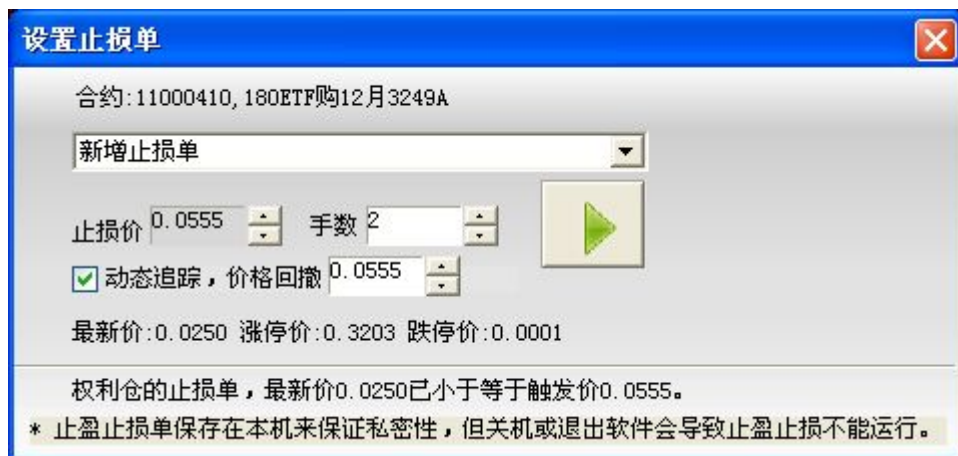 设置止损单
合约:11000410,180ETF购12月3249A
新增止损单
止损价 0.0555 手数 2
动态追踪，价格回撤 0.0555
最新价:0.0250 涨停价:0.3203 跌停价:0.0001
权利仓的止损单，最新价0.0250已小于等于触发价0.0555。
* 止盈止损单保存在本机来保证私密性，但关机或退出软件会导致止盈止损不能运行。